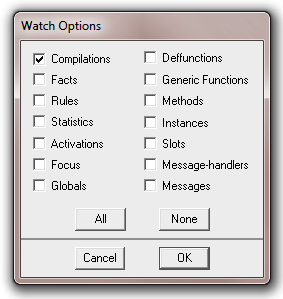 Watch Options
Compilations
Deffunctions
Facts
Generic Functions
Rules
Methods
Statistics
Instances
Activations
Slots
Focus
Message-handlers
Globals
Messages
All
None
Cancel
OK